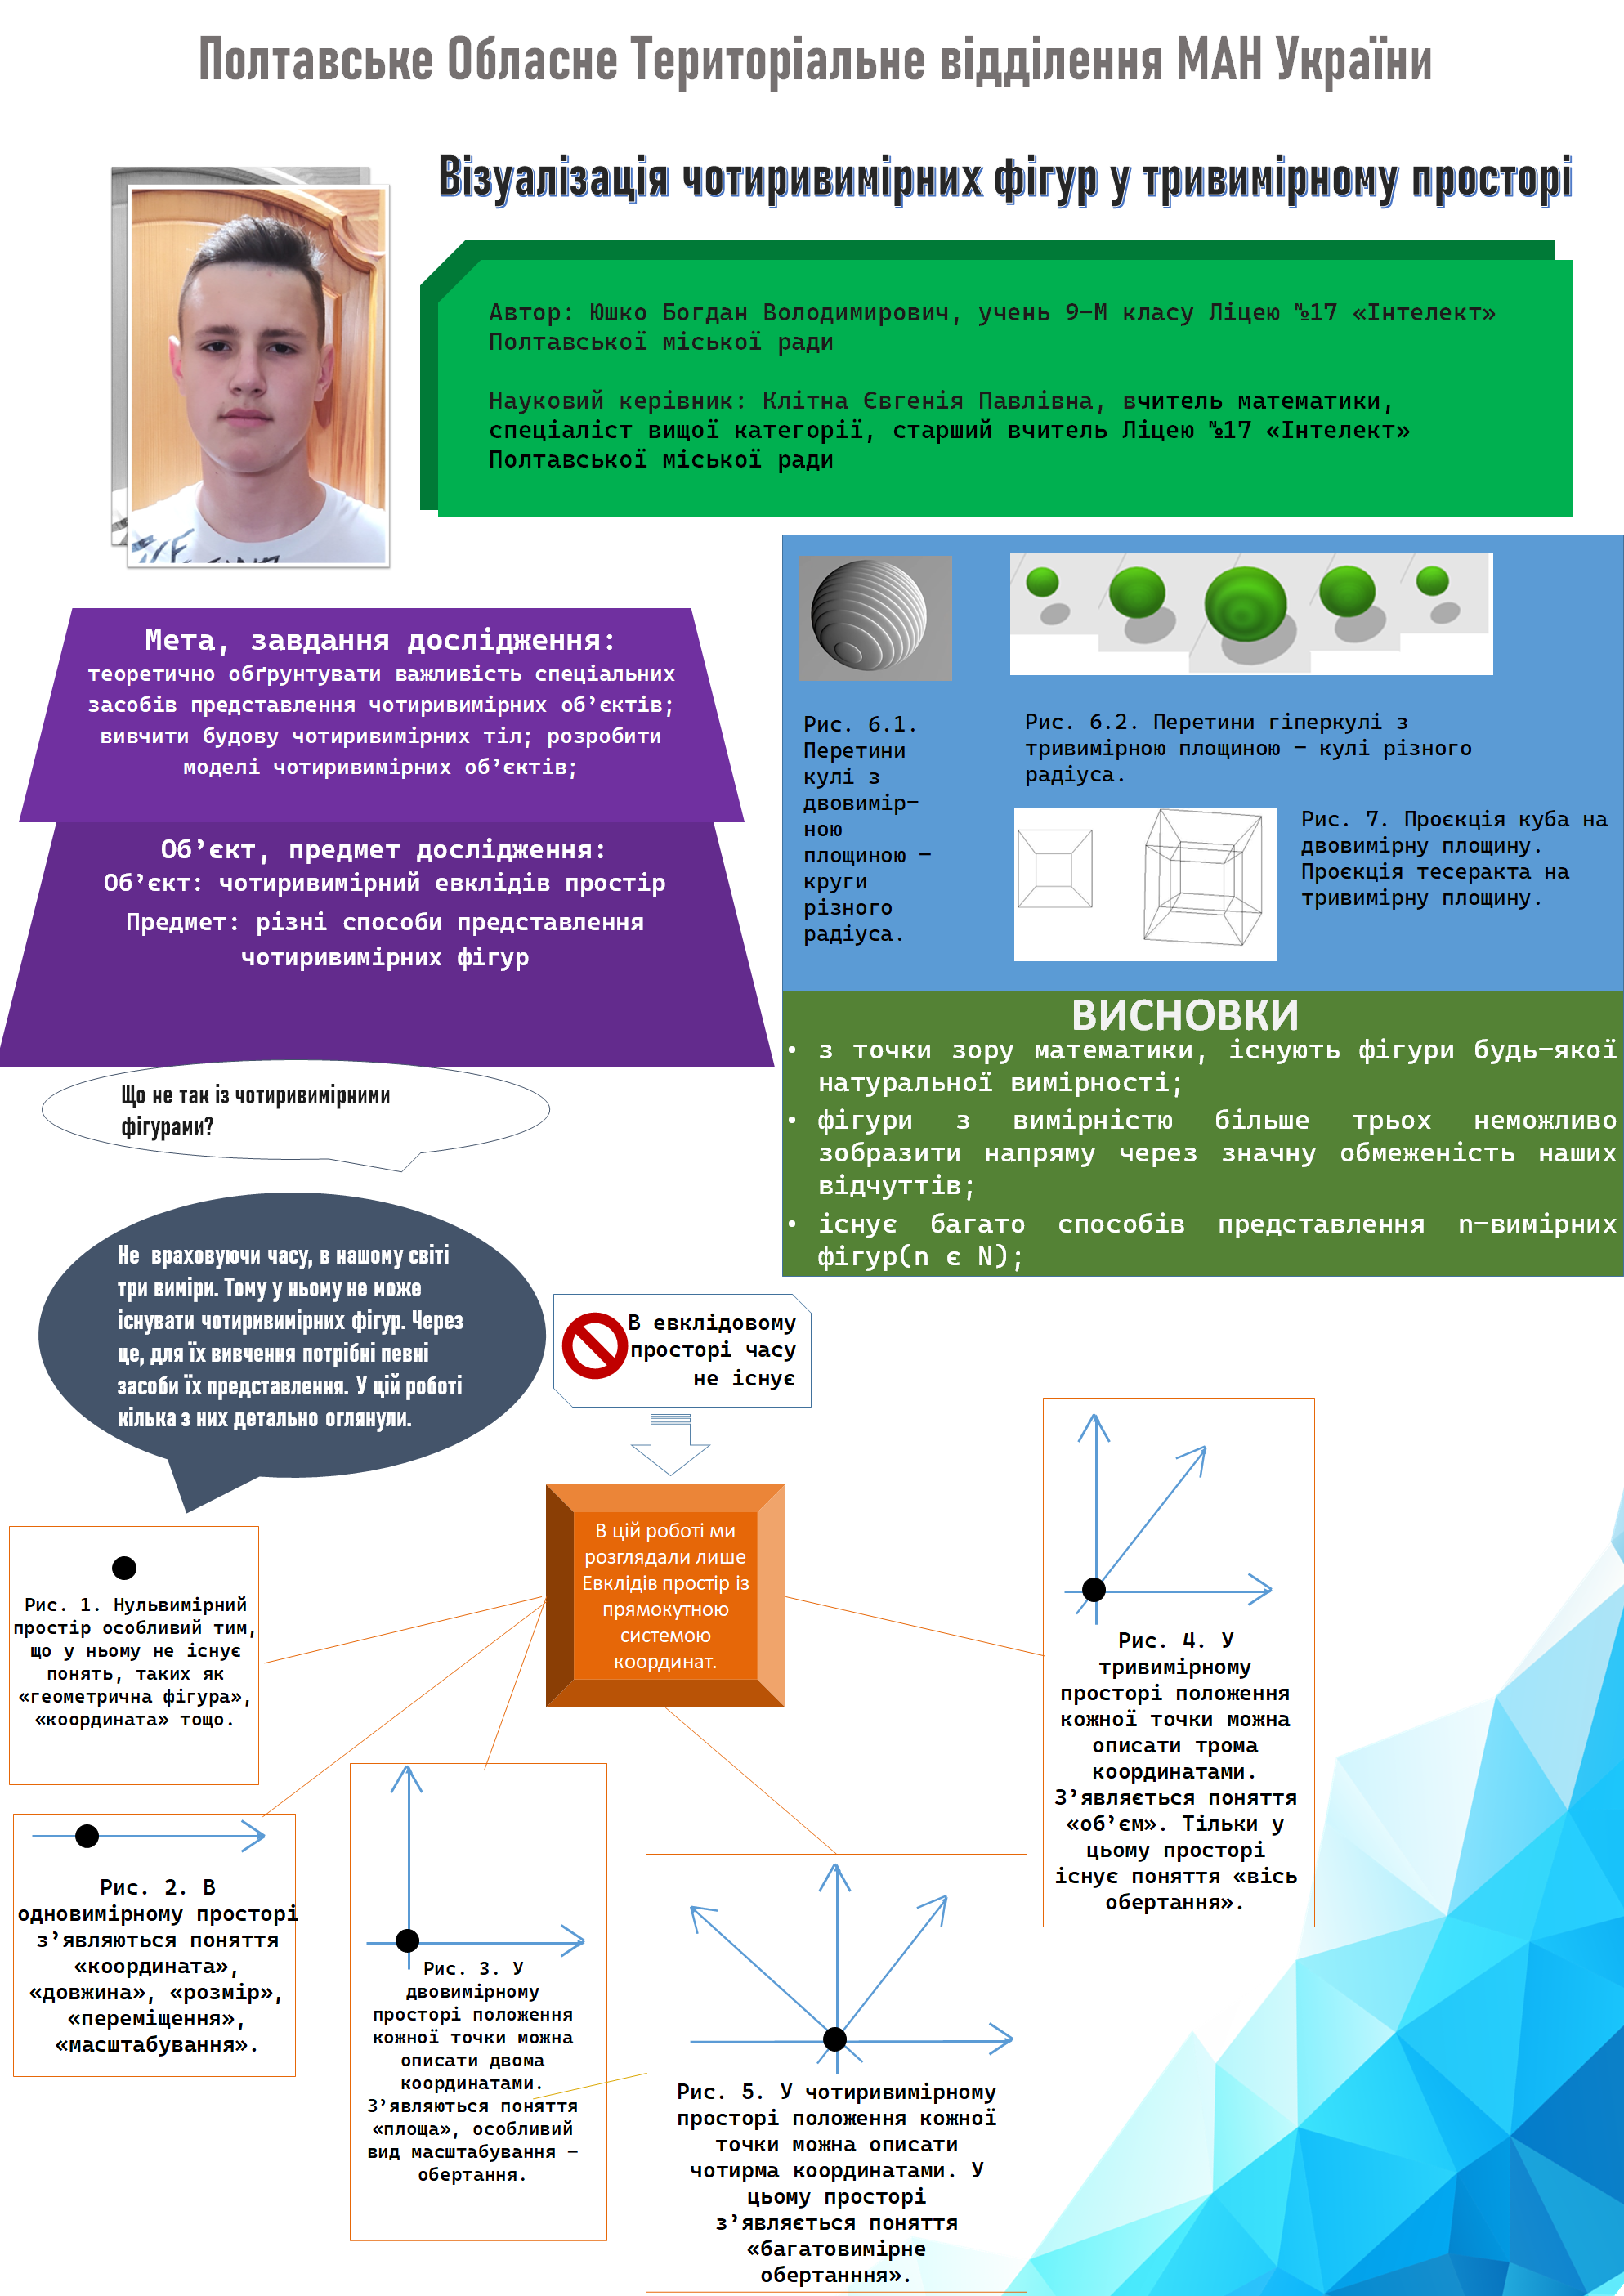 Полтавське Обласне Територіальне відділення МАН України
Візуалізація чотиривимірних фігур у тривимірному просторі
Автор: Юшко Богдан Володимирович, учень 9-М класу Ліцею №17 «Інтелект»
Полтавської міської ради
Науковий керівник: Клітна Євгенія Павлівна, вчитель математики,
спеціаліст вищої категорії, старший вчитель Ліцею №17 «Інтелект»
Полтавської міської ради
Мета, завдання дослідження:
теоретично обґрунтувати важливість спеціальних
засобів представлення чотиривимірних об’єктів;
вивчити будову чотиривимірних тіл; розробити
моделі чотиривимірних об’єктів;
Об’єкт, предмет дослідження:
Об’єкт: чотиривимірний евклідів простір
Предмет: різні способи представлення
чотиривимірних фігур
Рис. 6.1.
Перетини
кулі з
двовимір-
ною
площиною –
круги
різного
радіуса.
Рис. 6.2. Перетини гіперкулі з
тривимірною площиною – кулі різного
радіуса.
Рис. 7. Проєкція куба на
двовимірну площину.
Проєкція тесеракта на
тривимірну площину.
ВИСНОВКИ
• з точки зору математики, існують фігури будь-якої
натуральної вимірності;
• фігури з вимірністю більше трьох неможливо
зобразити напряму через значну обмеженість наших
відчуттів;
• існує багато способів представлення n-вимірних
фігур(n є N);
Що не так із чотиривимірними
фігурами?
Не враховуючи часу, в нашому світі
три виміри. Тому у ньому не може
існувати чотиривимірних фігур. Через
це, для їх вивчення потрібні певні
засоби їх представлення. У цій роботі
кілька з них детально оглянули.
В евклідовому
просторі часу
не існує
В цій роботі ми
розглядали лише
Евклідів простір із
прямокутною
системою
координат.
Рис. 1. Нульвимірний
простір особливий тим,
що у ньому не існує
понять, таких як
«геометрична фігура»,
«координата» тощо.
Рис. 2. В
одновимірному просторі
з’являються поняття
«координата»,
«довжина», «розмір»,
«переміщення»,
«масштабування».
Рис. 3. У
двовимірному
просторі положення
кожної точки можна
описати двома
координатами.
З’являються поняття
«площа», особливий
вид масштабування –
обертання.
Рис. 4. У
тривимірному
просторі положення
кожної точки можна
описати трома
координатами.
З’являється поняття
«об’єм». Тільки у
цьому просторі
існує поняття «вісь
обертання».
Рис. 5. У чотиривимірному
просторі положення кожної
точки можна описати
чотирма координатами. У
цьому просторі
з’являється поняття
«багатовимірне
обертанння».